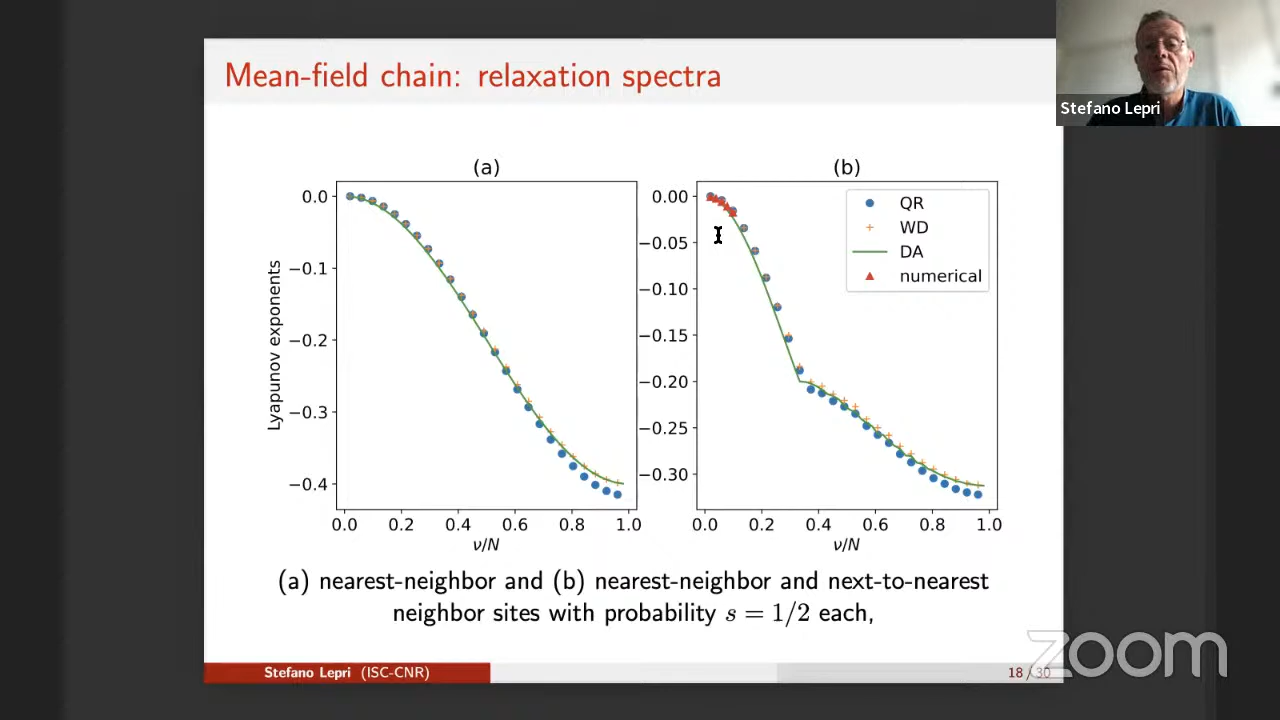 Mean-field chain: relaxation spectra
Stefano Lepri
(a)
(b)
0.0
−0.1
−0.2
−0.3
−0.4
Lyapunov exponents
0.0 0.2 0.4 0.6 0.8 1.0
ν/N
0.00
−0.05
−0.10
−0.15
−0.20
−0.25
−0.30
0.0 0.2 0.4 0.6 0.8 1.0
ν/N
QR
WD
DA
numerical
(a) nearest-neighbor and (b) nearest-neighbor and next-to-nearest
neighbor sites with probability s = 1/2 each,
Stefano Lepri (ISC-CNR)
18 / 30
zoom